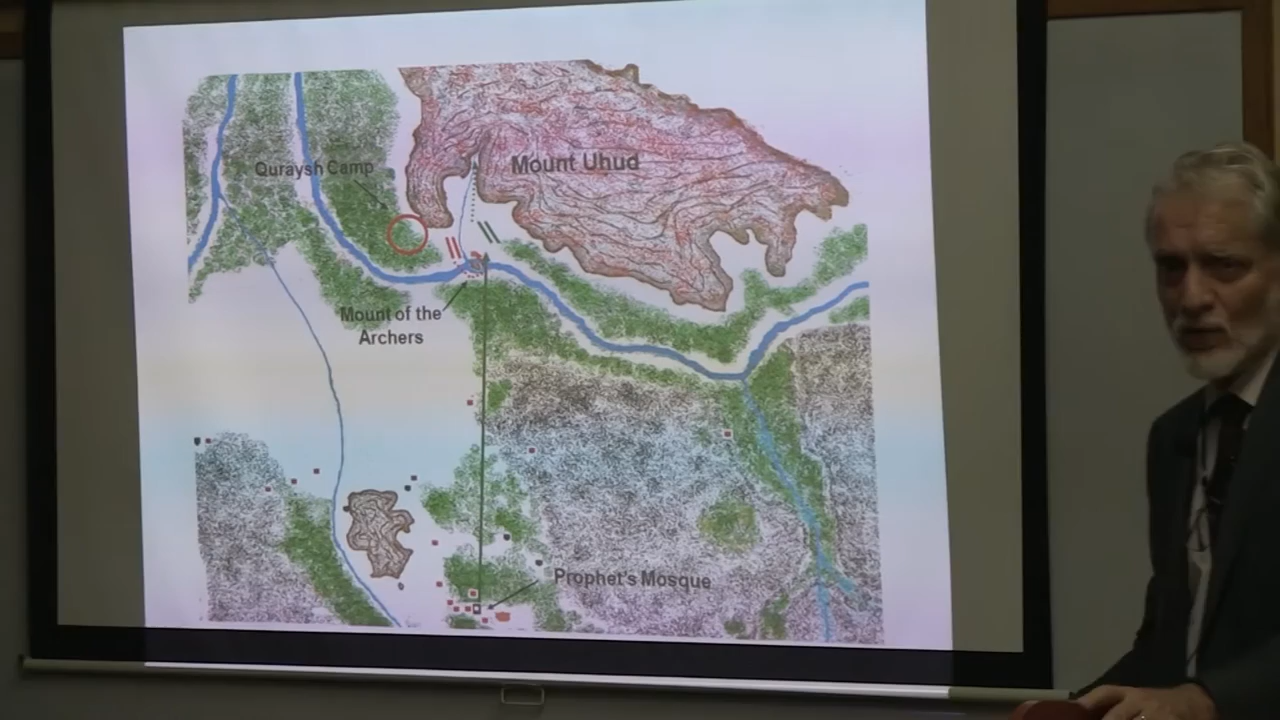 Quraysh Camp
Mount Uhud
Mount of the
Archers
Prophet's Mosque